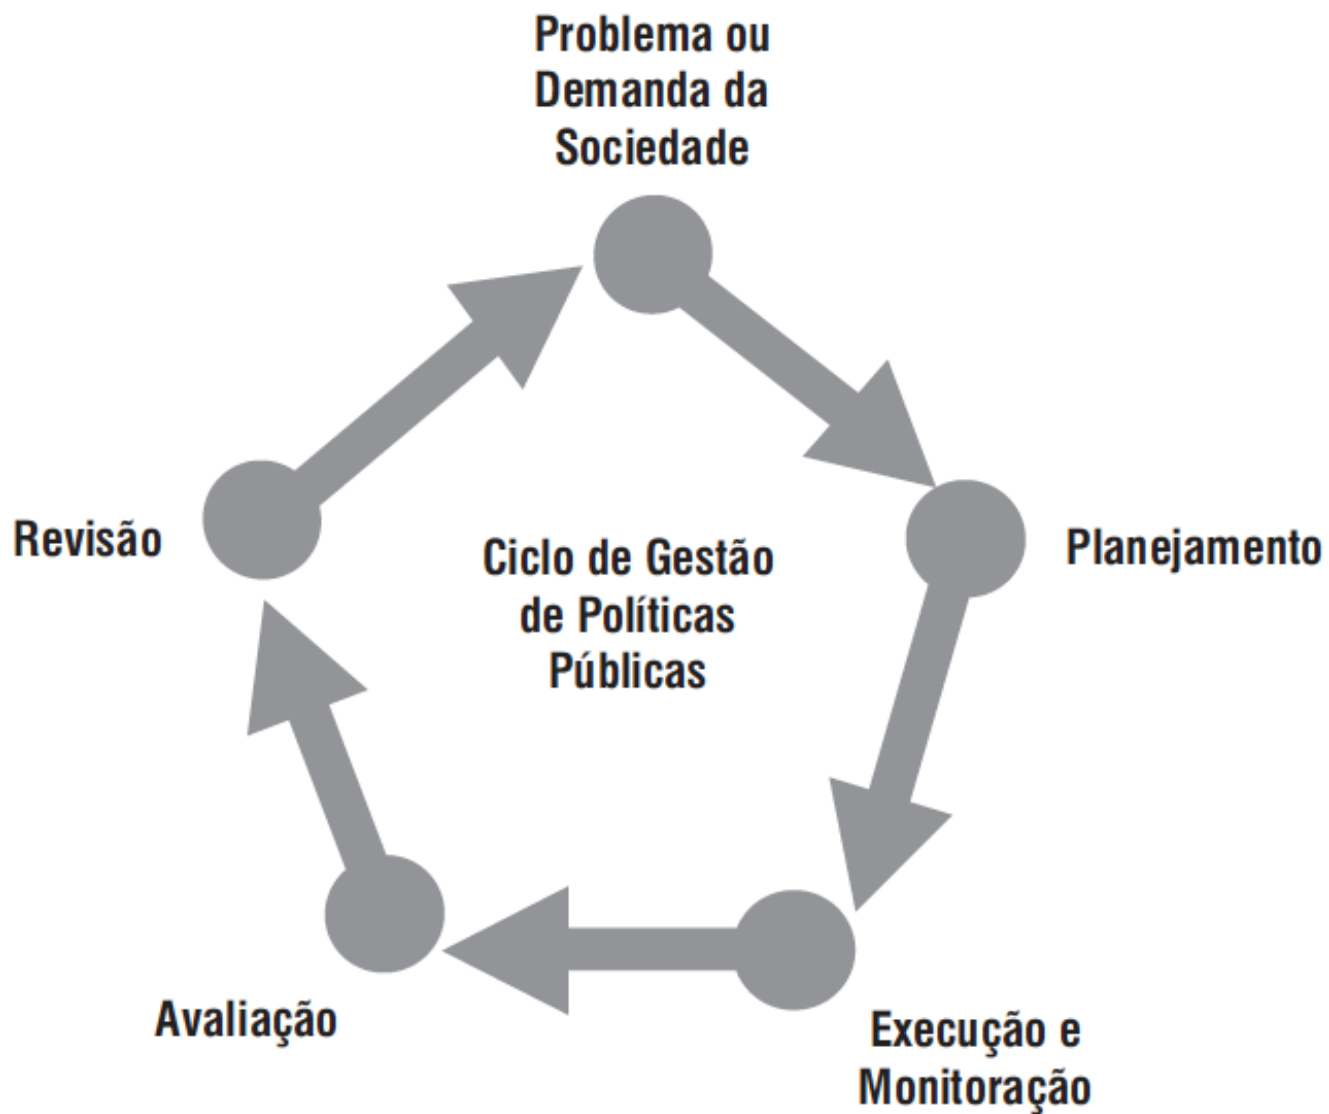 Problema ou
Demanda da
Sociedade
Revisão
Ciclo de Gestão
de Políticas
Públicas
Planejamento
Avaliação
Execução e
Monitoração